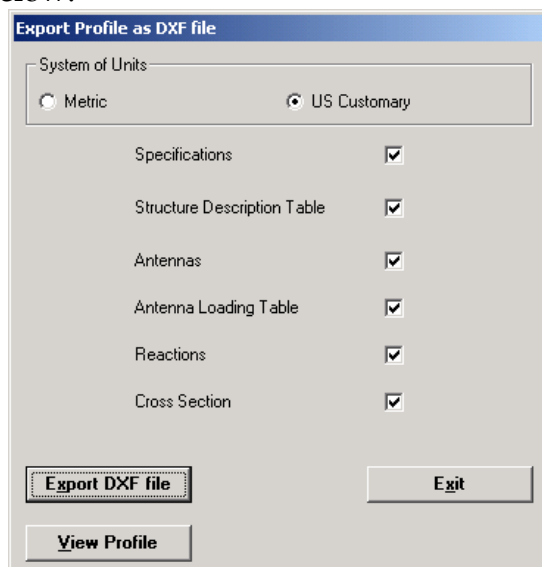 Export Profile as DXF file
System of Units
Metric US Customary
Specifications
Structure Description Table
Antennas
Antenna Loading Table
Reactions
Cross Section
Export DXF file Exit
View Profile